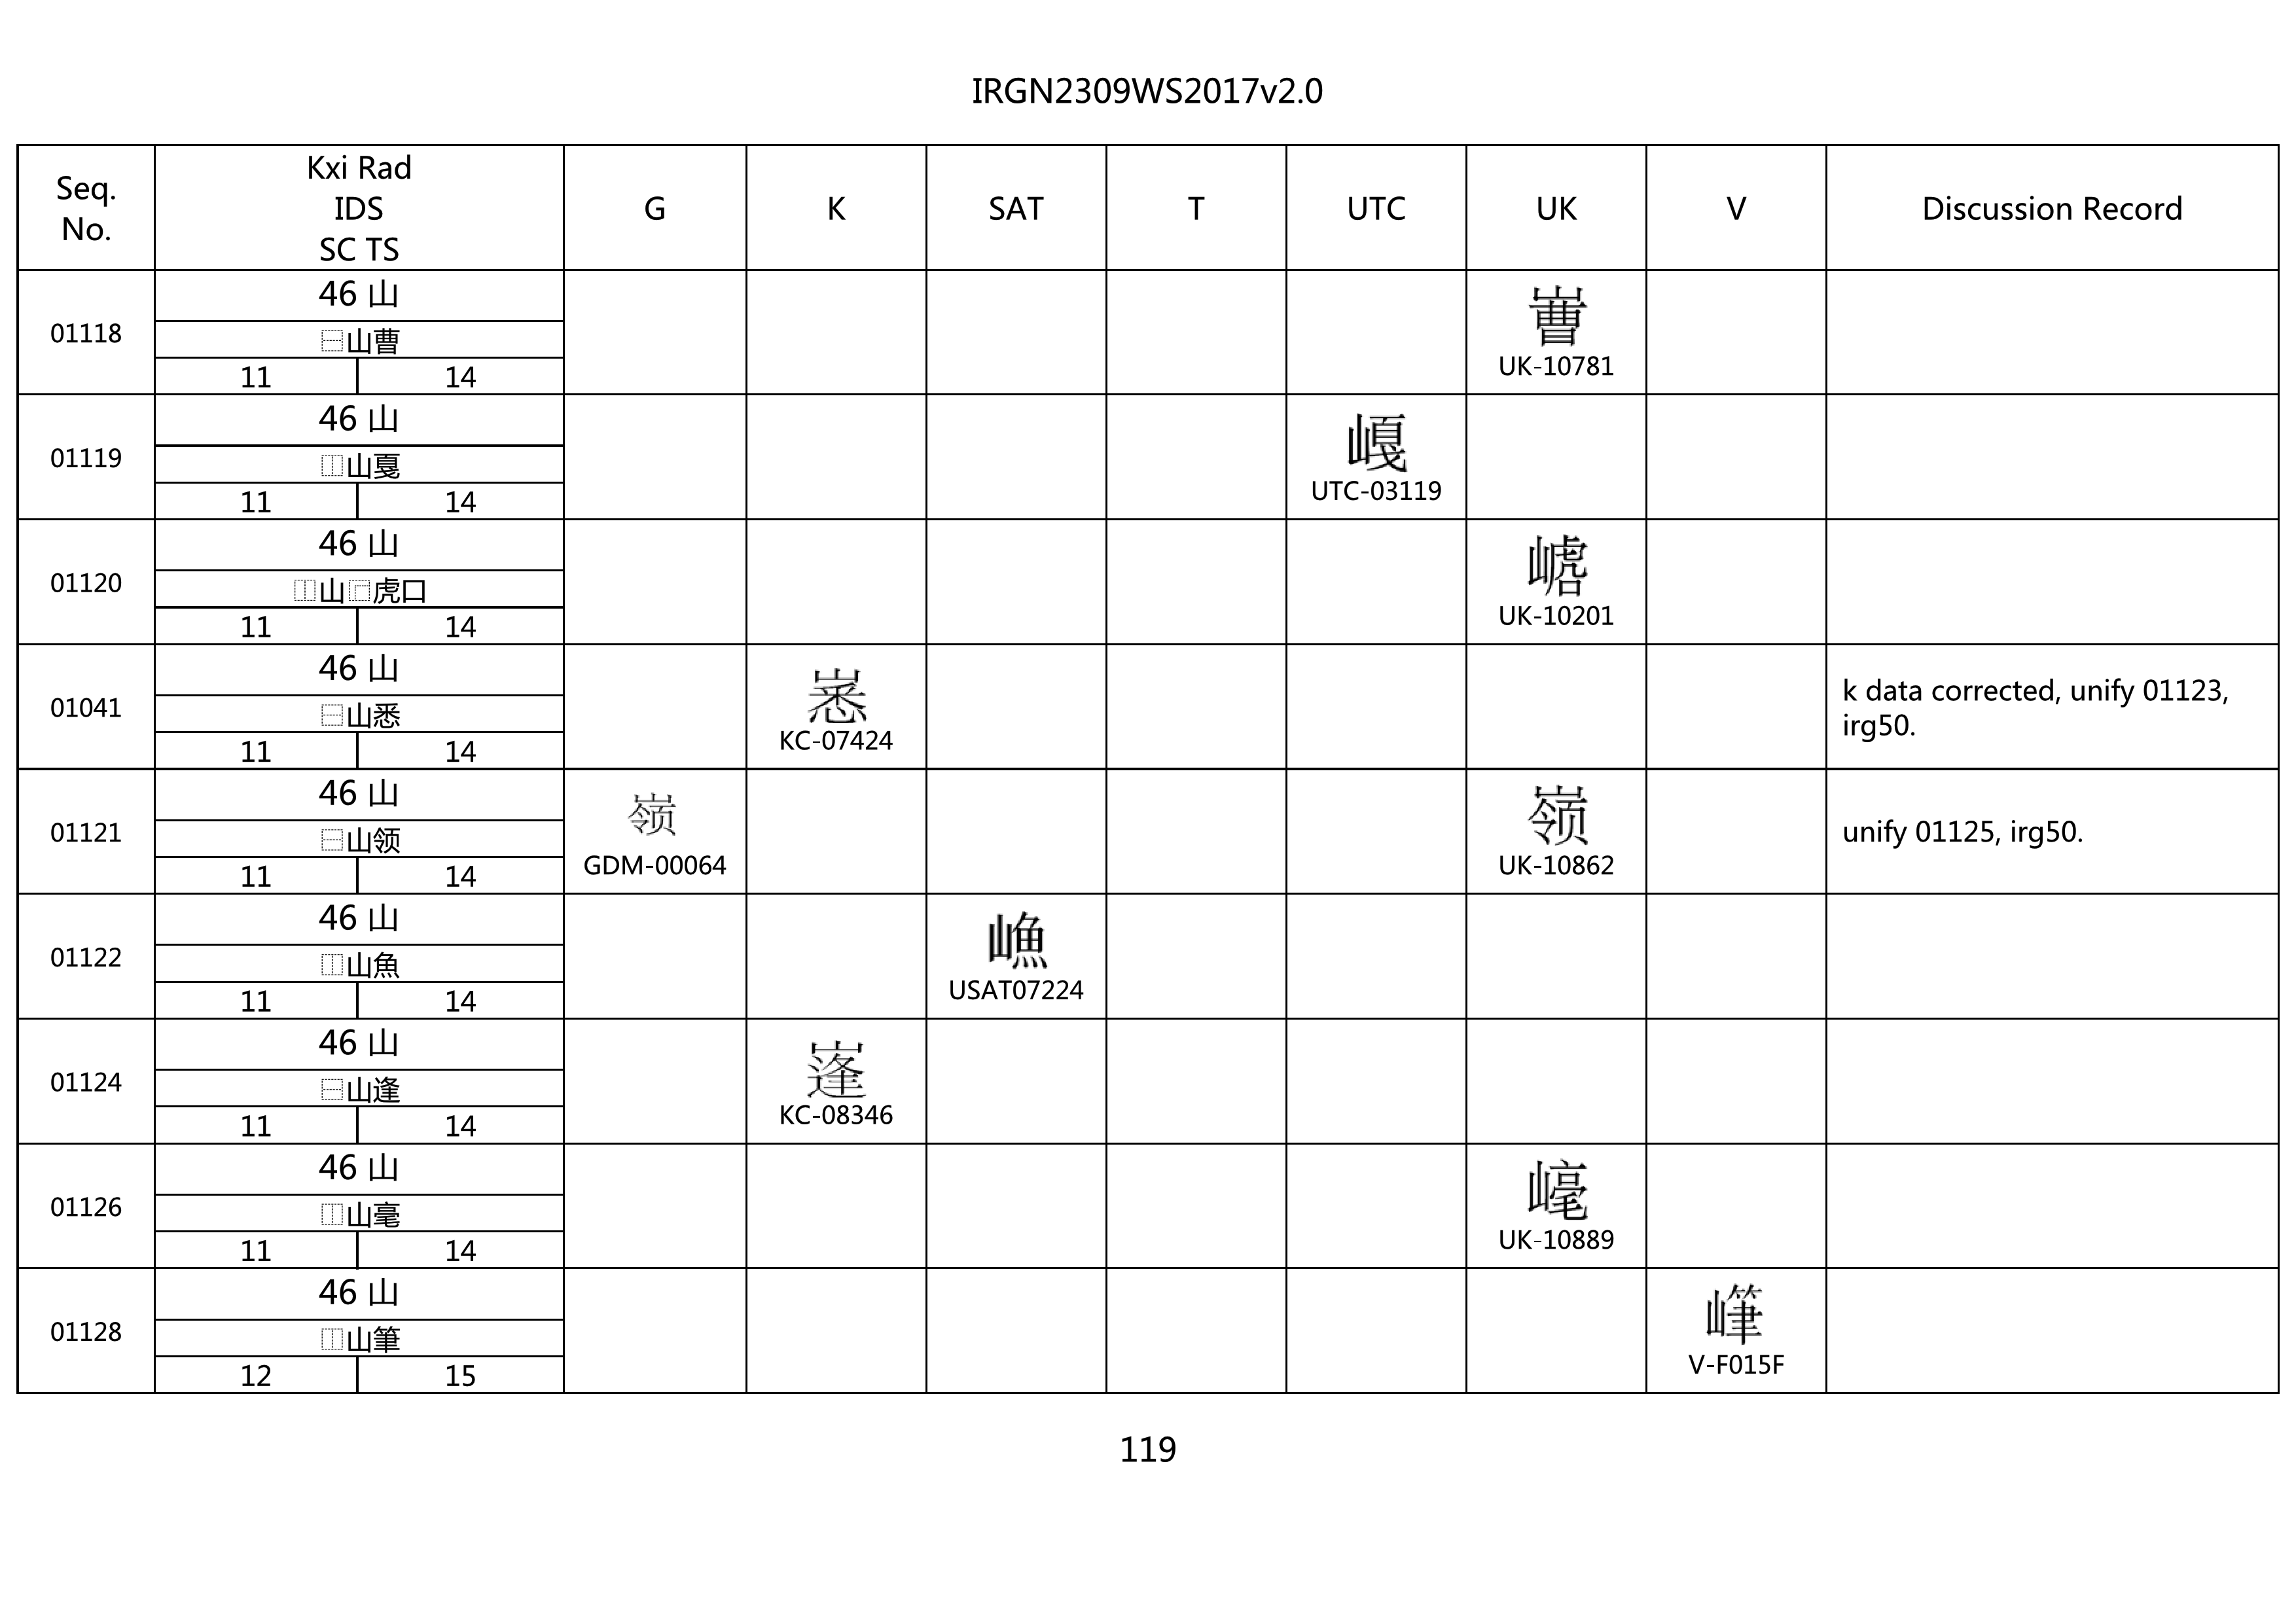 IRGN2309WS2017v2.0
Seq. No.
Kxi Rad
IDS
SC TS
G
K
SAT
T
UTC
UK
V
Discussion Record
01118
46 山
⿱山曹
11 14
UK-10781
01119
46 山
⿰山戛
11 14
UTC-03119
01120
46 山
⿰山⿸虎口
11 14
UK-10201
01041
46 山
⿱山悉
11 14
KC-07424
k data corrected, unify 01123,
irg50.
01121
46 山
⿱山领
11 14
GDM-00064
UK-10862
unify 01125, irg50.
01122
46 山
⿰山魚
11 14
USAT07224
01124
46 山
⿱山逢
11 14
KC-08346
01126
46 山
⿰山毫
11 14
UK-10889
01128
46 山
⿰山筆
12 15
V-F015F
119